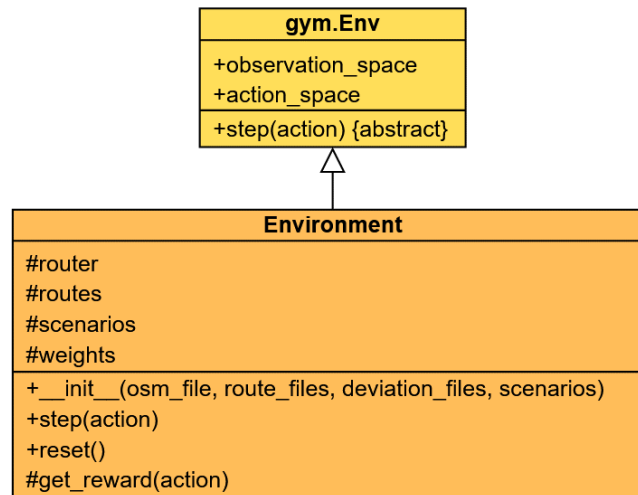 gym.Env
+observation_space
+action_space
+step(action) {abstract}
Environment
#router
#routes
#scenarios
#weights
+__init__(osm_file, route_files, deviation_files, scenarios)
+step(action)
+reset()
#get_reward(action)